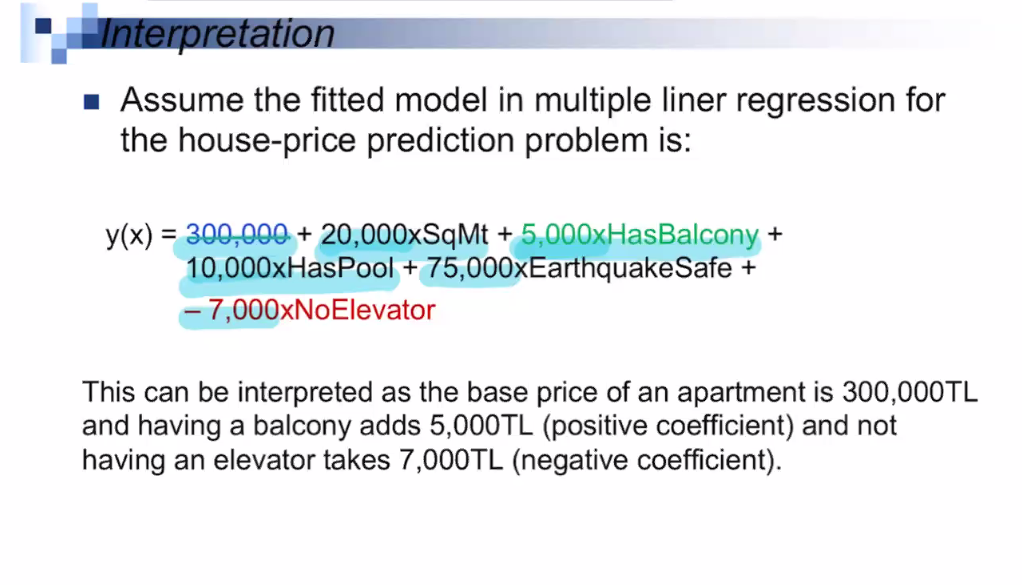 Interpretation
Assume the fitted model in multiple liner regression for
the house-price prediction problem is:
y(x) = 300,000 + 20,000xSqMt + 5,000xHasBalcony +
10,000xHasPool + 75,000xEarthquakeSafe +
– 7,000xNoElevator
This can be interpreted as the base price of an apartment is 300,000TL
and having a balcony adds 5,000TL (positive coefficient) and not
having an elevator takes 7,000TL (negative coefficient).